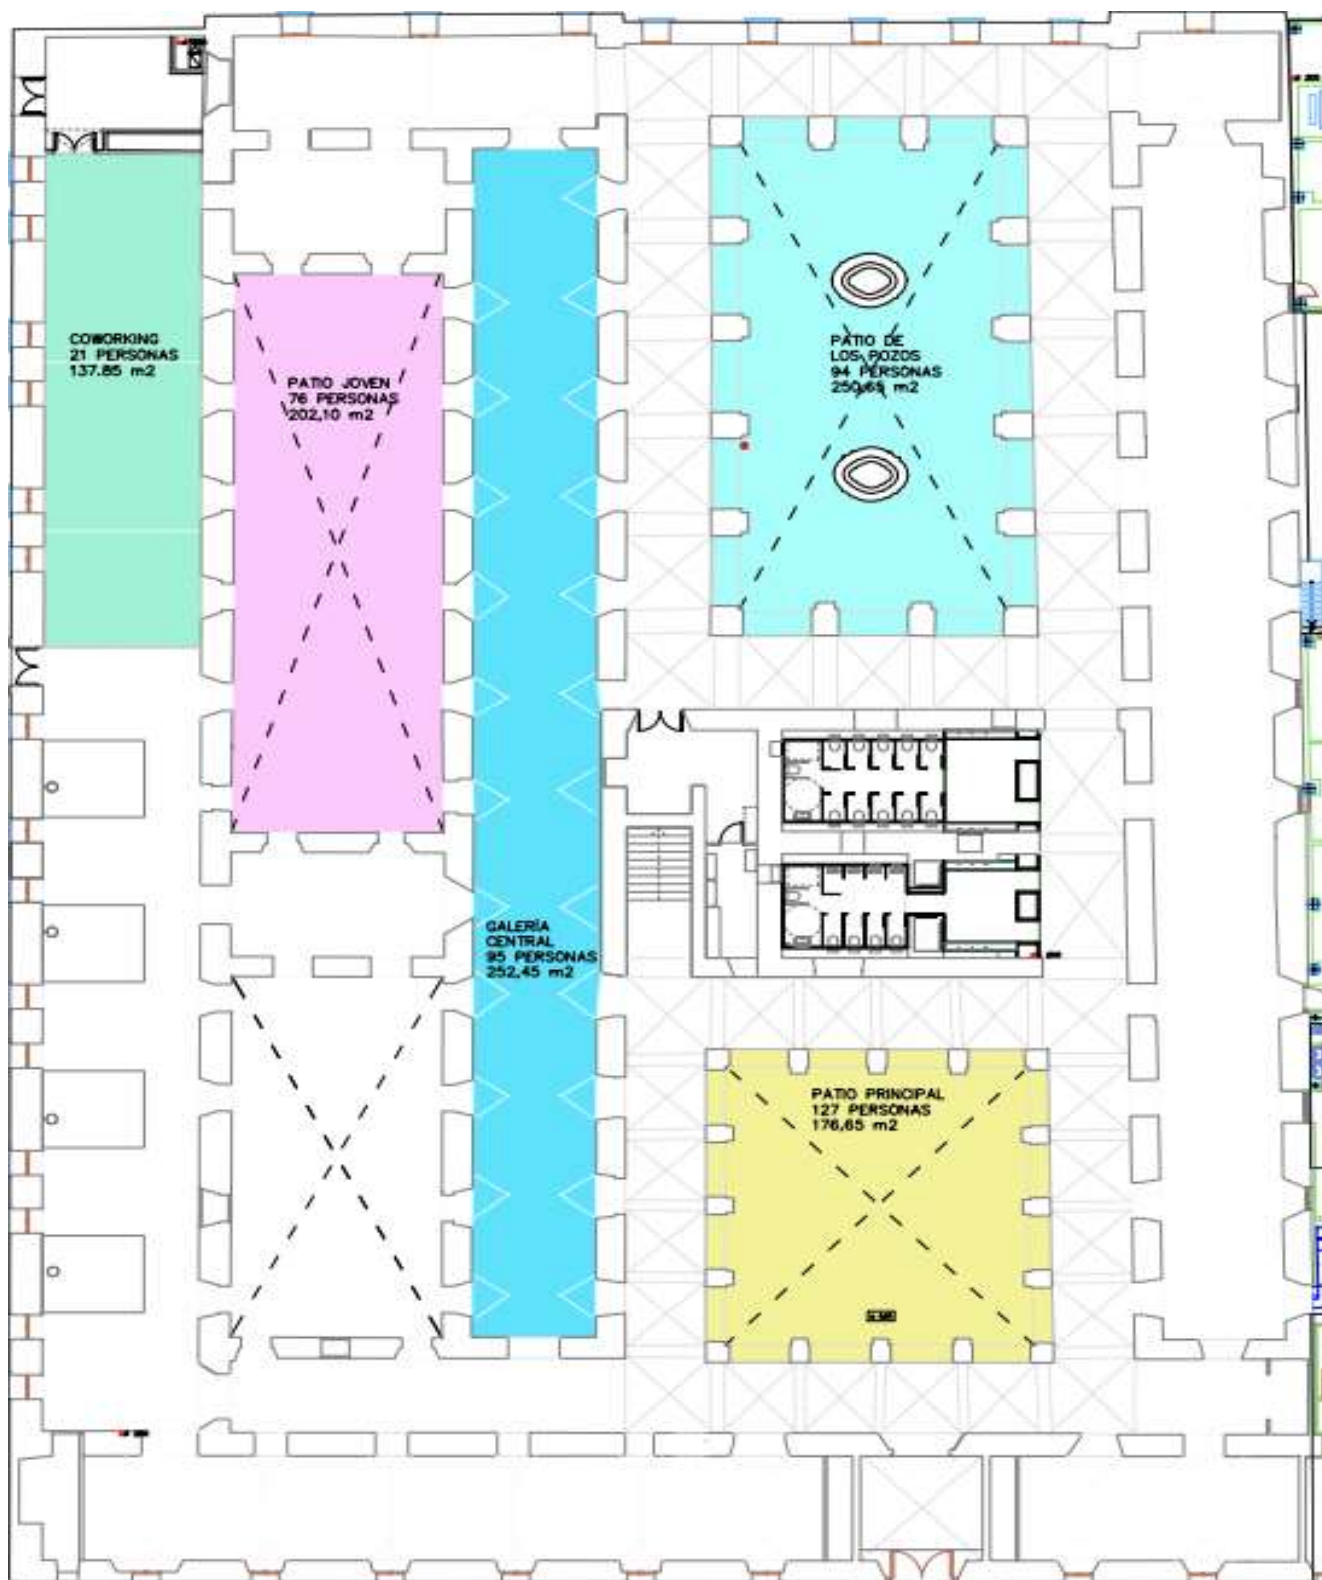 COWORKING
21 PERSONAS
137.85 m2
PATIO JOVEN
76 PERSONAS
202,10 m2
PATIO DE
LOS POZOS
94 PERSONAS
250,65 m2
GALERÍA
CENTRAL
95 PERSONAS
252,45 m2
PATIO PRINCIPAL
127 PERSONAS
176,65 m2